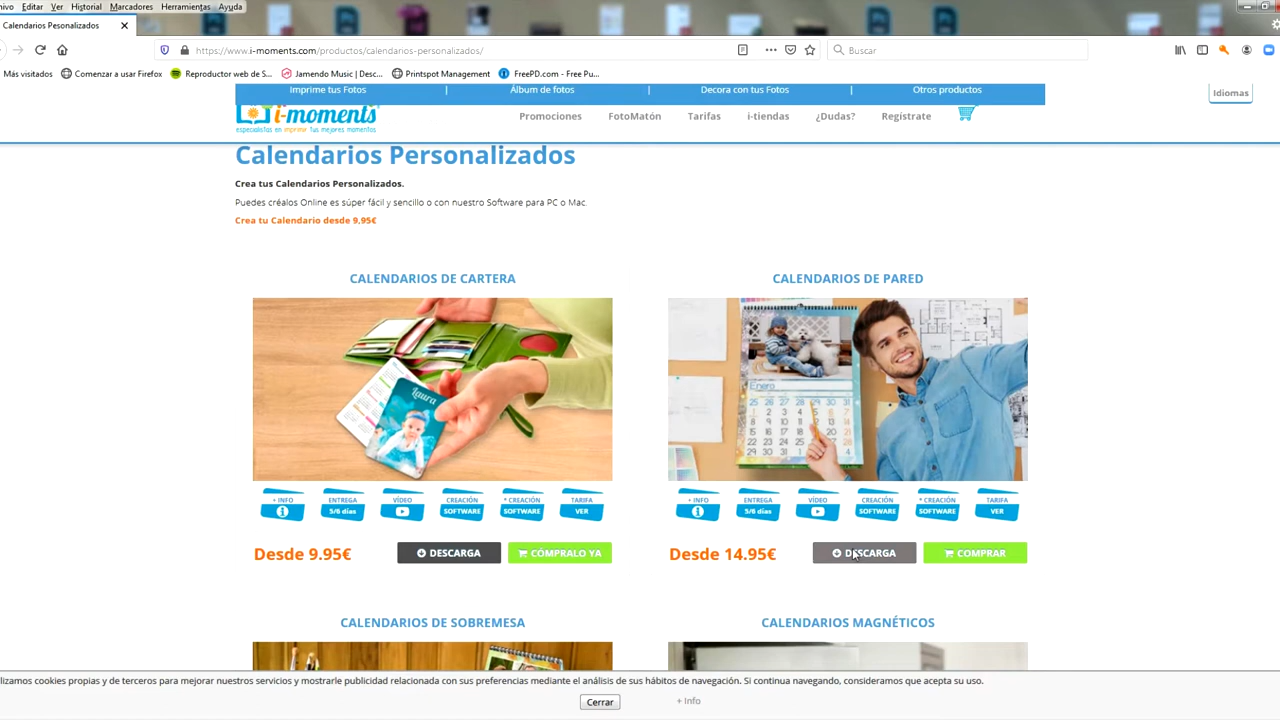 Editar Ver Historial Marcadores Herramientas Ayuda
Calendarios Pesonalizados
https://www.i-moments.com/productos/calendarios-personalizados/
Buscar
Más visitados Comenzar a usar Firefox Reproductor web de S... Jamendo Music | Desc... Printspot Management FreePD.com - Free Pu...
Imprime tus Fotos | Álbum de fotos | Decora con tus Fotos | Otros productos
Idiomas
i-moments
especialistas en imprimir tus mejores momentos
Promociones FotoMatón Tarifas i-tiendas ¿Dudas? Regístrate
Calendarios Personalizados
Crea tus Calendarios Personalizados.
Puedes créalos Online es súper fácil y sencillo o con nuestro Software para PC o Mac.
Crea tu Calendario desde 9.95€
CALENDARIOS DE CARTERA
Laura
+ INFO ENTREGA VÍDEO CREACIÓN * CREACIÓN TARIFA
5/6 días SOFTWARE SOFTWARE VER
Desde 9.95€ DESCARGA CÓMPRALO YA
CALENDARIOS DE PARED
Enero
+ INFO ENTREGA VÍDEO CREACIÓN * CREACIÓN TARIFA
5/6 días SOFTWARE SOFTWARE VER
Desde 14.95€ DESCARGA COMPRAR
CALENDARIOS DE SOBREMESA
CALENDARIOS MAGNÉTICOS
lizamos cookies propias y de terceros para mejorar nuestros servicios y mostrarle publicidad relacionada con sus preferencias mediante el análisis de sus hábitos de navegación. Si continua navegando, consideramos que acepta su uso.
Cerrar + Info